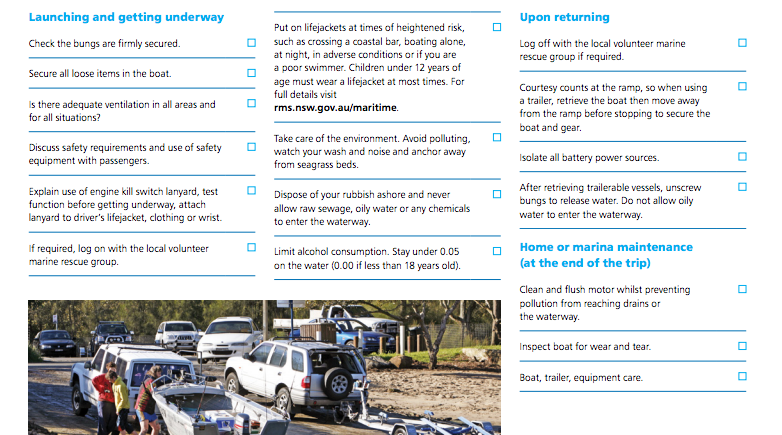 Launching and getting underway
Check the bungs are firmly secured.
Secure all loose items in the boat.
Is there adequate ventilation in all areas and
for all situations?
Discuss safety requirements and use of safety
equipment with passengers.
Explain use of engine kill switch lanyard, test
function before getting underway, attach
lanyard to driver's lifejacket, clothing or wrist.
If required, log on with the local volunteer
marine rescue group.
Put on lifejackets at times of heightened risk,
such as crossing a coastal bar, boating alone,
at night, in adverse conditions or if you are
a poor swimmer. Children under 12 years of
age must wear a lifejacket at most times. For
full details visit
rms.nsw.gov.au/maritime.
Take care of the environment. Avoid polluting,
watch your wash and noise and anchor away
from seagrass beds.
Dispose of your rubbish ashore and never
allow raw sewage, oily water or any chemicals
to enter the waterway.
Limit alcohol consumption. Stay under 0.05
on the water (0.00 if less than 18 years old).
Upon returning
Log off with the local volunteer marine
rescue group if required.
Courtesy counts at the ramp, so when using
a trailer, retrieve the boat then move away
from the ramp before stopping to secure the
boat and gear.
Isolate all battery power sources.
After retrieving trailerable vessels, unscrew
bungs to release water. Do not allow oily
water to enter the waterway.
Home or marina maintenance
(at the end of the trip)
Clean and flush motor whilst preventing
pollution from reaching drains or
the waterway.
Inspect boat for wear and tear.
Boat, trailer, equipment care.